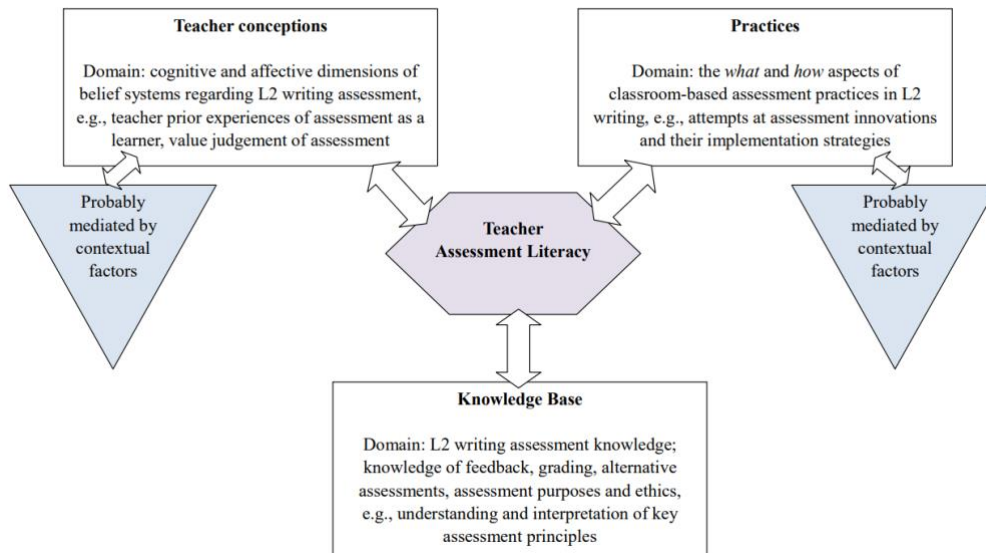 Teacher conceptions
Domain: cognitive and affective dimensions of
belief systems regarding L2 writing assessment,
e.g., teacher prior experiences of assessment as a
learner, value judgement of assessment
Practices
Domain: the what and how aspects of
classroom-based assessment practices in L2
writing, e.g., attempts at assessment innovations
and their implementation strategies
Probably
mediated by
contextual
factors
Teacher
Assessment Literacy
Probably
mediated by
contextual
factors
Knowledge Base
Domain: L2 writing assessment knowledge;
knowledge of feedback, grading, alternative
assessments, assessment purposes and ethics,
e.g., understanding and interpretation of key
assessment principles